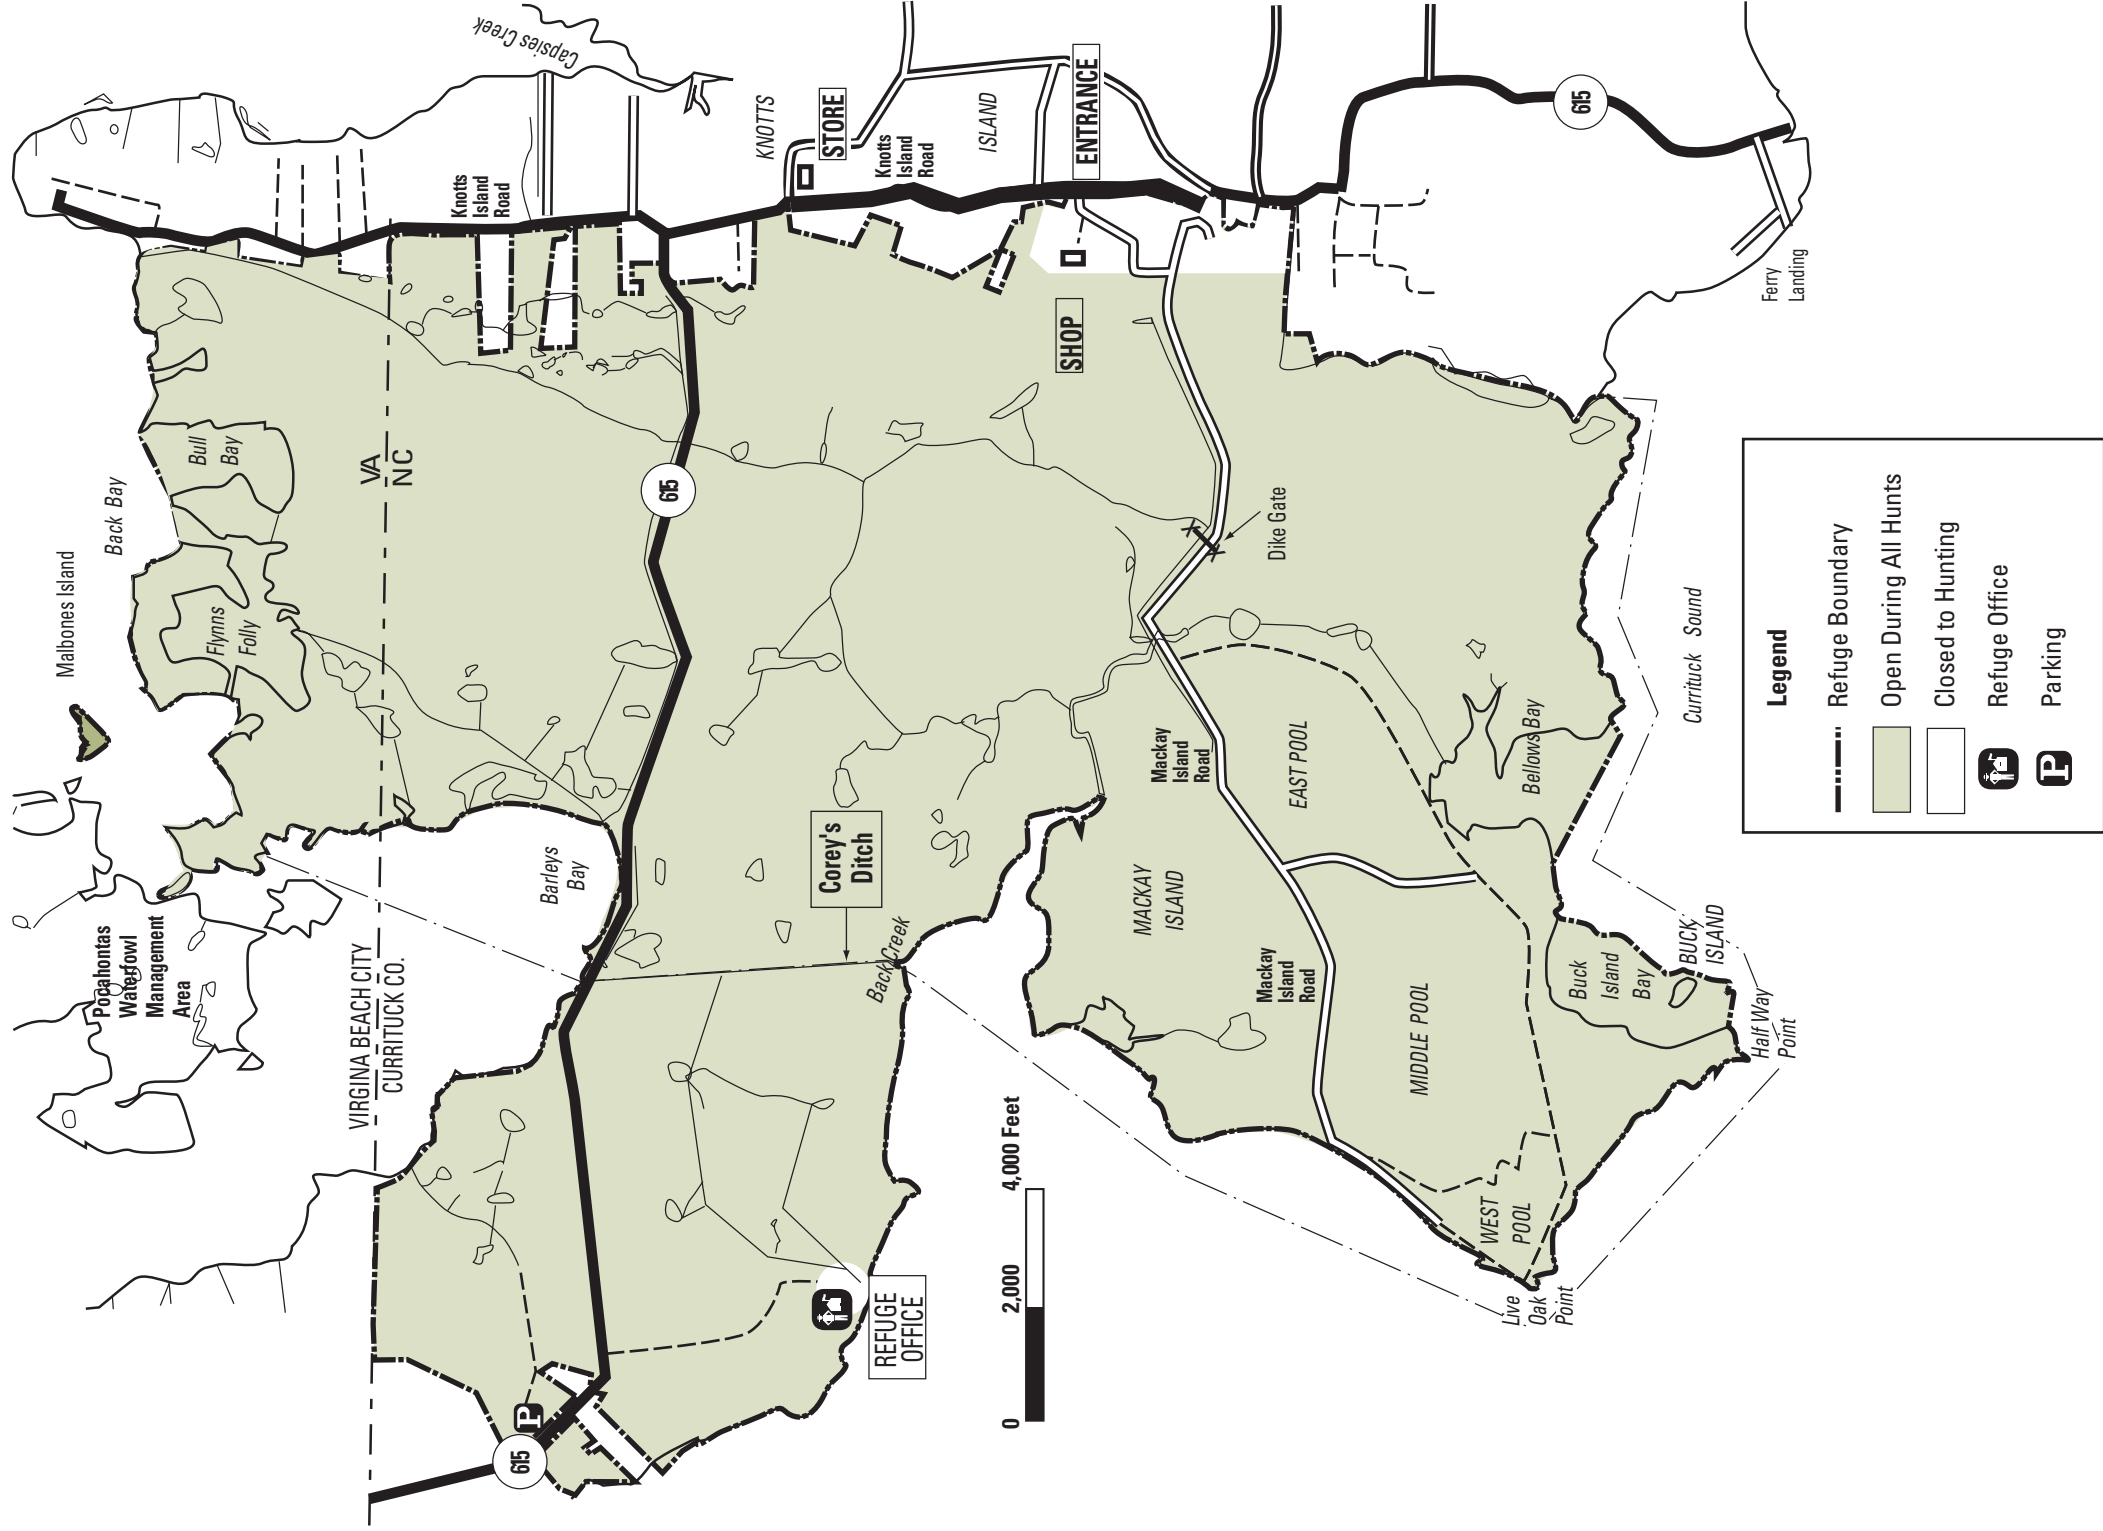 Capsies Creek
KNOTTS
STORE
Knotts
Island
Road
ISLAND
ENTRANCE
615
Knotts
Island
Road
Ferry
Landing
SHOP
Back Bay
Bull
Bay
VA
NC
615
Dike Gate
Malbones Island
Flynns
Folly
Currituck Sound
Mackay
Island
Road
EAST POOL
Bellows Bay
Corey's
Ditch
Barleys
Bay
MACKAY
ISLAND
Back Creek
Pocahontas
Waterfowl
Management
Area
VIRGINA BEACH CITY
CURRITUCK CO.
Mackay
Island
Road
MIDDLE POOL
Buck
Island
Bay
BUCK
ISLAND
Half Way
Point
WEST
POOL
Live
Oak
Point
REFUGE
OFFICE
P
615
0
2,000
4,000 Feet
Legend
Refuge Boundary
Open During All Hunts
Closed to Hunting
Refuge Office
P
Parking